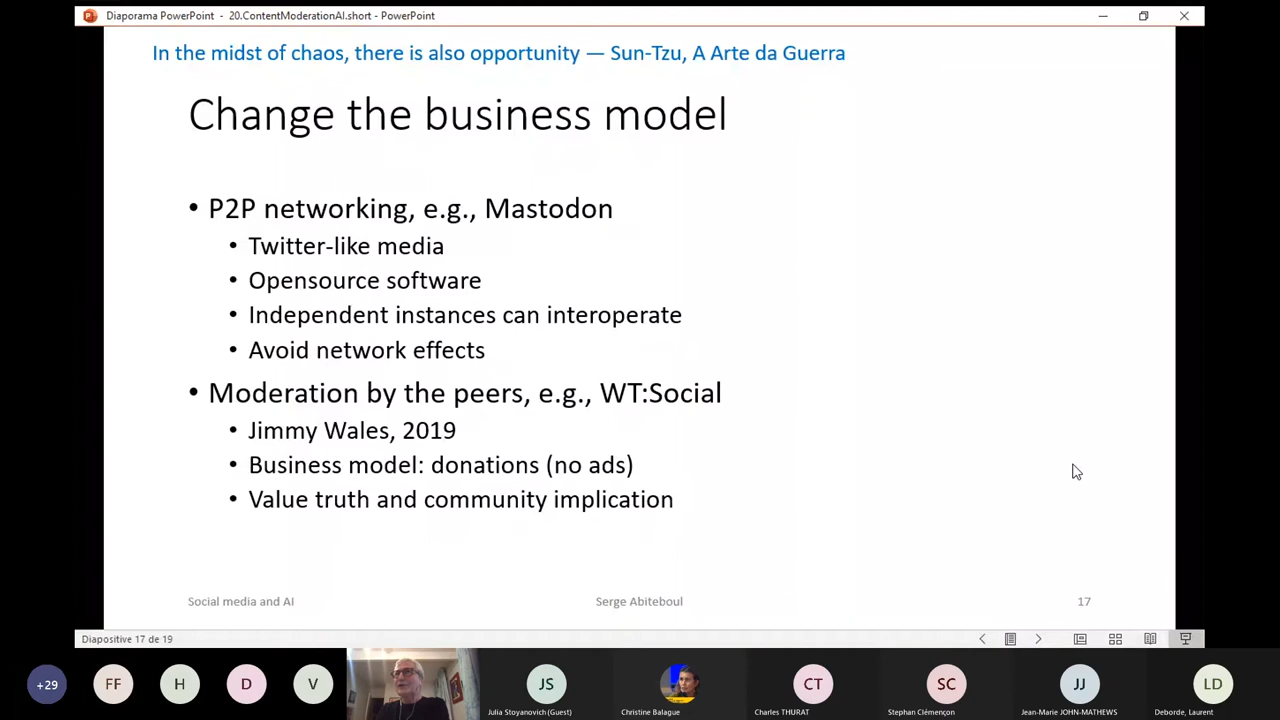 Diaporama PowerPoint - 20.ContentModerationAI.short - PowerPoint
In the midst of chaos, there is also opportunity — Sun-Tzu, A Arte da Guerra
Change the business model
• P2P networking, e.g., Mastodon
• Twitter-like media
• Opensource software
• Independent instances can interoperate
• Avoid network effects
• Moderation by the peers, e.g., WT:Social
• Jimmy Wales, 2019
• Business model: donations (no ads)
• Value truth and community implication
Social media and AI Serge Abiteboul 17
Diapositive 17 de 19
+29 FF H D V JS CT SC JJ LD
Julia Stoyanovich (Guest) Christine Balague Charles THURAT Stephan Clémençon Jean-Marie JOHN-MATHEWS Deborde, Laurent